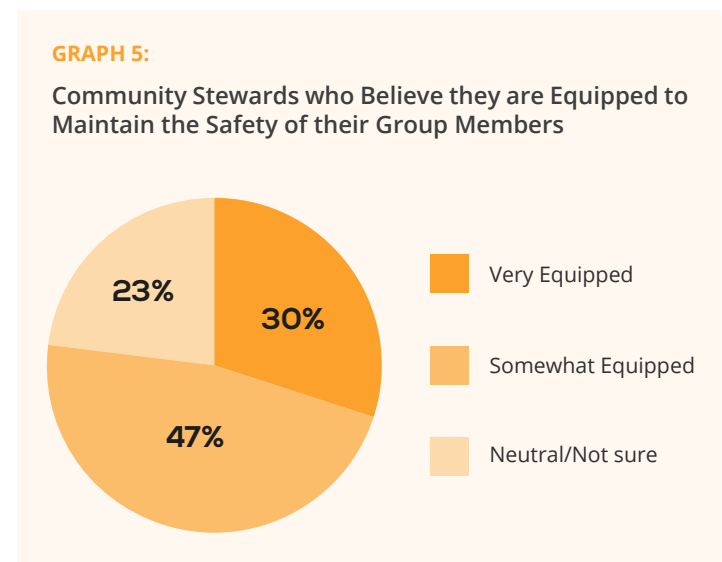 GRAPH 5:
Community Stewards who Believe they are Equipped to
Maintain the Safety of their Group Members
23%
30%
47%
Very Equipped
Somewhat Equipped
Neutral/Not sure